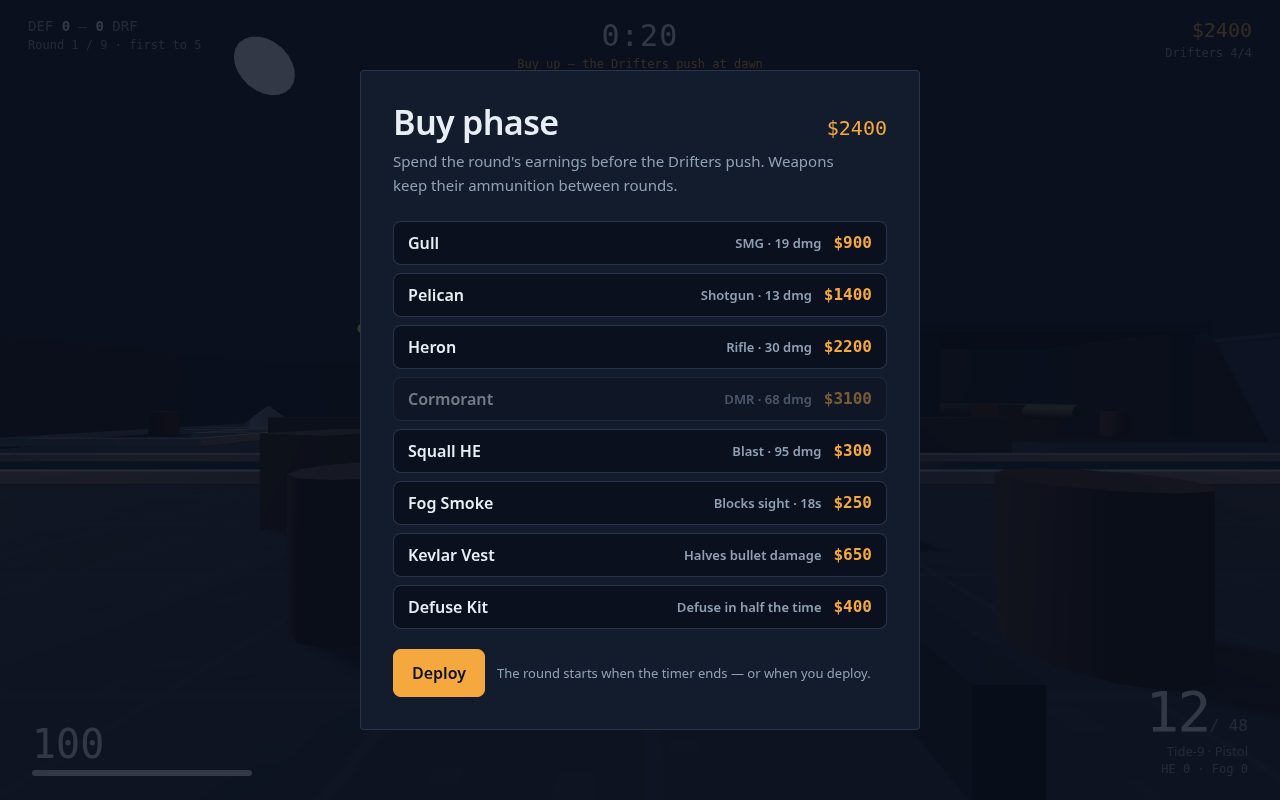 DEF 0 — 0 DRF
Round 1 / 9 · first to 5
0:20
Buy up — the Drifters push at dawn
$2400
Drifters 4/4
Buy phase
$2400
Spend the round's earnings before the Drifters push. Weapons
keep their ammunition between rounds.
Gull SMG · 19 dmg $900
Pelican Shotgun · 13 dmg $1400
Heron Rifle · 30 dmg $2200
Cormorant DMR · 68 dmg $3100
Squall HE Blast · 95 dmg $300
Fog Smoke Blocks sight · 18s $250
Kevlar Vest Halves bullet damage $650
Defuse Kit Defuse in half the time $400
Deploy The round starts when the timer ends — or when you deploy.
100
12 / 48
Tide-9 · Pistol
HE 0 · Fog 0